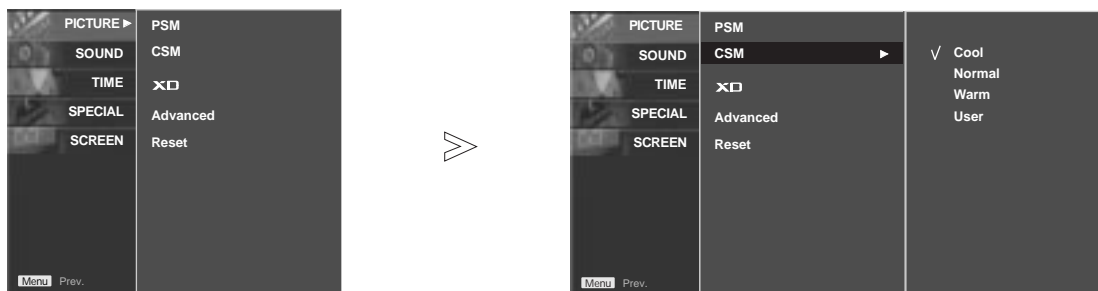 PICTURE ►
SOUND
TIME
SPECIAL
SCREEN
PSM
CSM
XD
Advanced
Reset
Menu Prev.
PICTURE
SOUND
TIME
SPECIAL
SCREEN
PSM
CSM ►
XD
Advanced
Reset
√ Cool
Normal
Warm
User
Menu Prev.